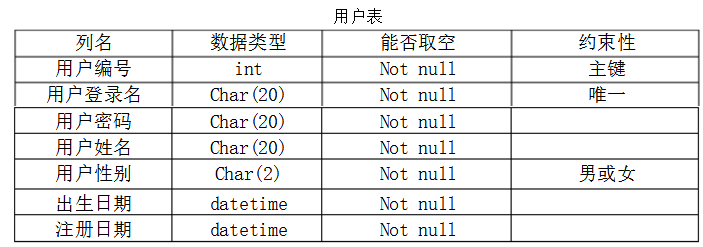 用户表
列名 数据类型 能否取空 约束性
用户编号 int Not null 主键
用户登录名 Char(20) Not null 唯一
用户密码 Char(20) Not null
用户姓名 Char(20) Not null
用户性别 Char(2) Not null 男或女
出生日期 datetime Not null
注册日期 datetime Not null